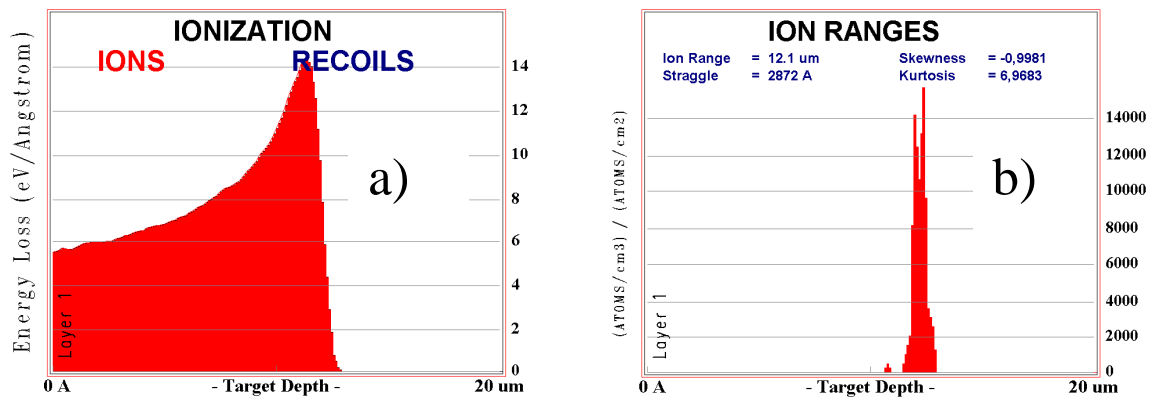 IONIZATION
IONS RECOILS
Energy Loss (eV/Angstrom)
14
12
10
8
6
4
2
0
a)
Layer 1
0 A - Target Depth - 20 um
ION RANGES
Ion Range = 12.1 um Skewness = -0,9981
Straggle = 2872 A Kurtosis = 6,9683
(ATOMS/cm3) / (ATOMS/cm2)
14000
12000
10000
8000
6000
4000
2000
0
b)
Layer 1
0 A - Target Depth - 20 um